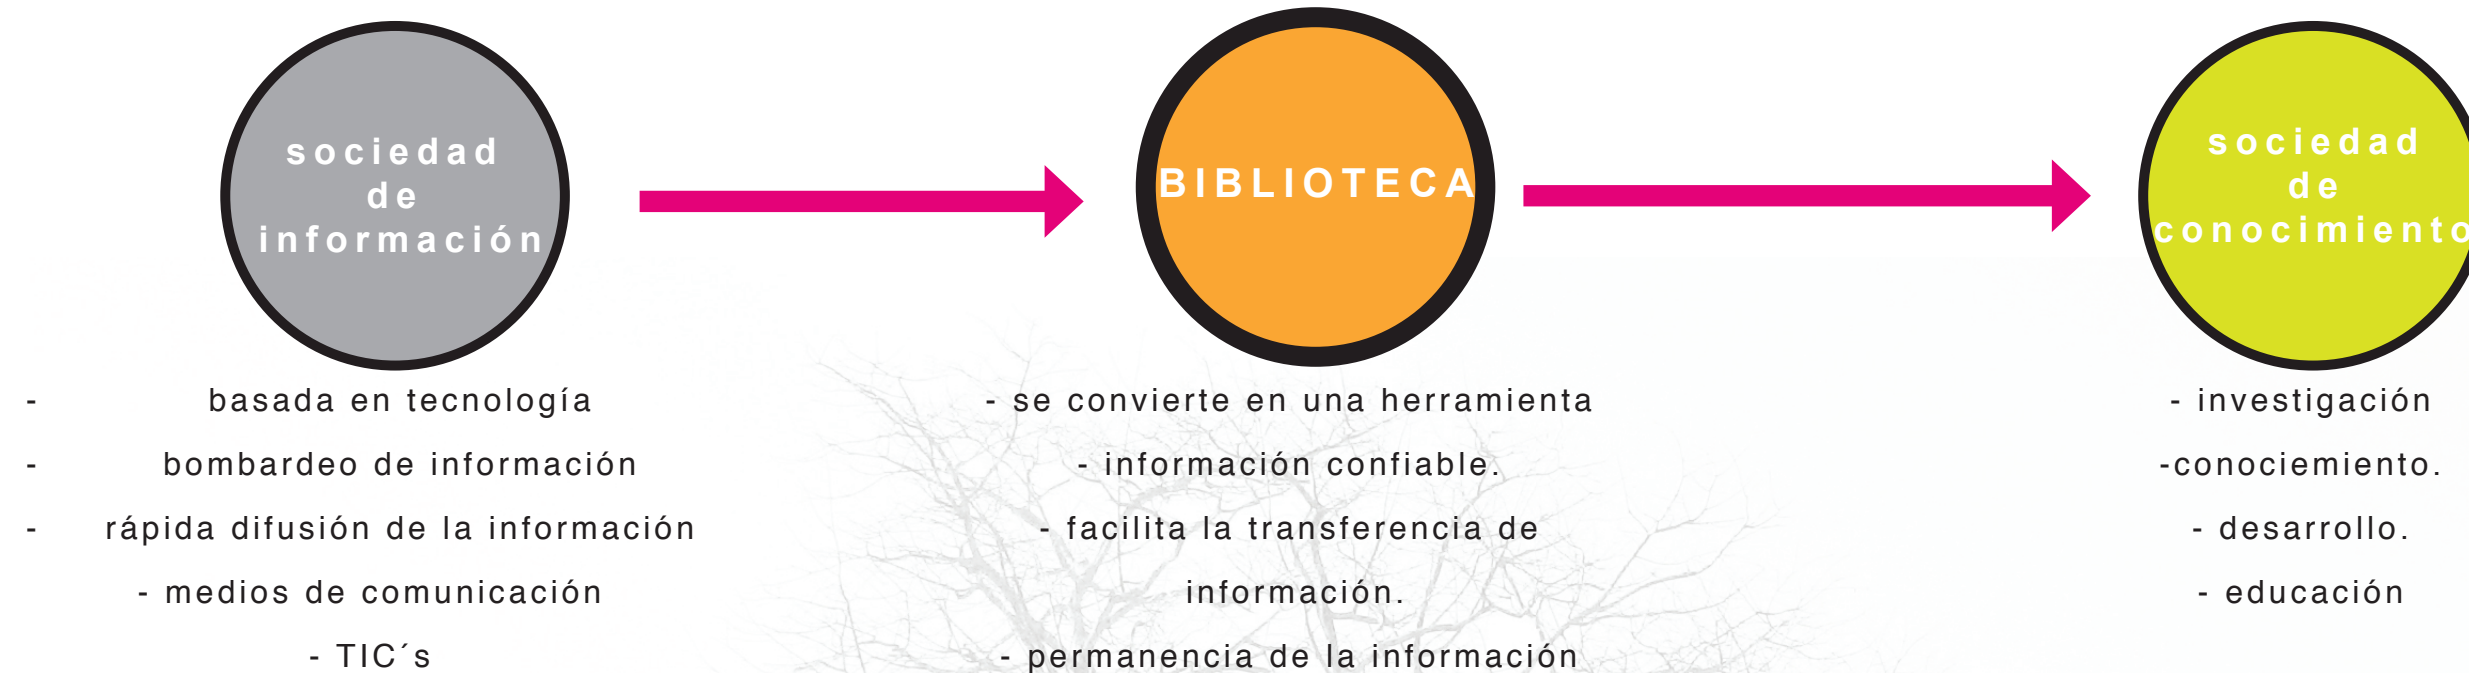 sociedad
de
información
BIBLIOTECA
sociedad
de
conocimiento
- basada en tecnología
- bombardeo de información
- rápida difusión de la información
- medios de comunicación
- TIC´s
- se convierte en una herramienta
- información confiable.
- facilita la transferencia de
información.
- permanencia de la información
- investigación
-conociemiento.
- desarrollo.
- educación